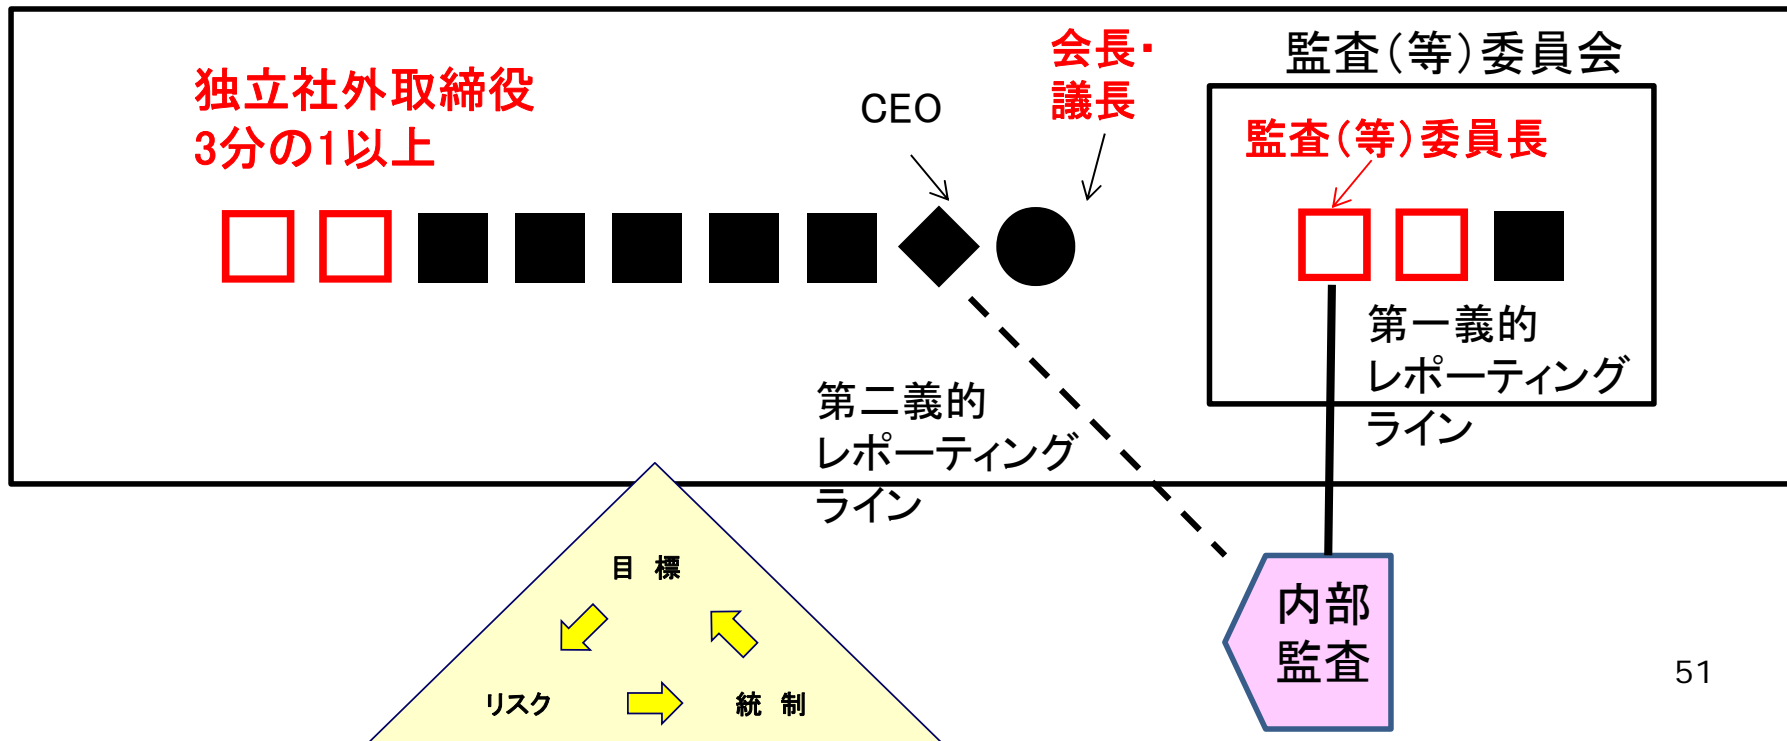 独立社外取締役
3分の1以上
CEO
会長・
議長
監査(等)委員会
監査(等)委員長
第一義的
レポーティング
ライン
第二義的
レポーティング
ライン
目 標
リスク
統 制
内部
監査
51